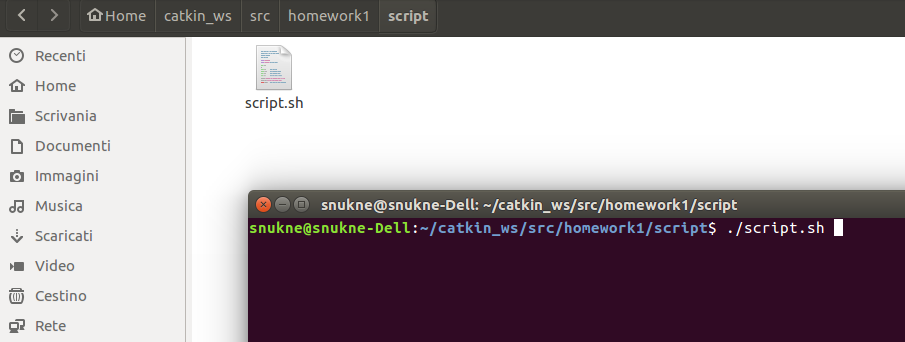 Home catkin_ws src homework1 script
Recenti
Home
Scrivania
Documenti
Immagini
Musica
Scaricati
Video
Cestino
Rete
script.sh
snukne@snukne-Dell: ~/catkin_ws/src/homework1/script
snukne@snukne-Dell:~/catkin_ws/src/homework1/script$ ./script.sh